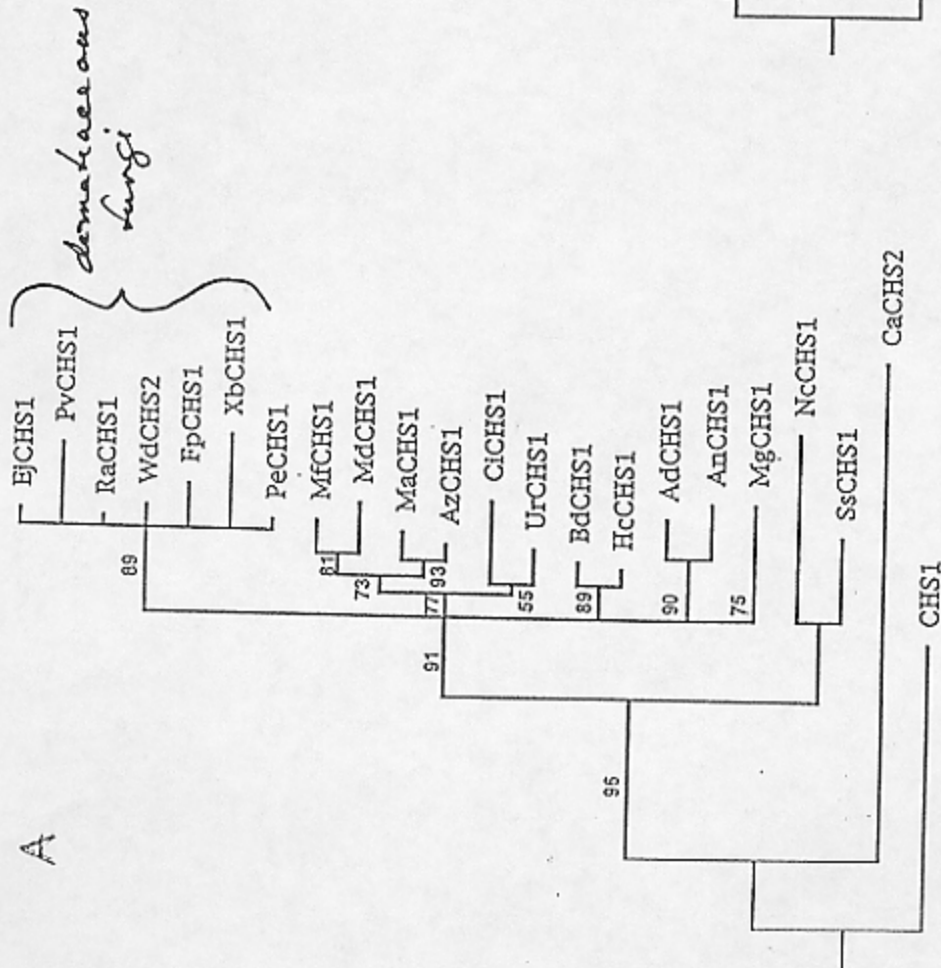 A
dematiaceous
fungi
EjCHS1
PvCHS1
RaCHS1
WdCHS2
FpCHS1
XbCHS1
PeCHS1
MfCHS1
MdCHS1
MaCHS1
AzCHS1
CiCHS1
UrCHS1
BdCHS1
HcCHS1
AdCHS1
AnCHS1
MgCHS1
NcCHS1
SsCHS1
CaCHS2
CHS1
89
81
73
93
77
55
91
89
90
75
95